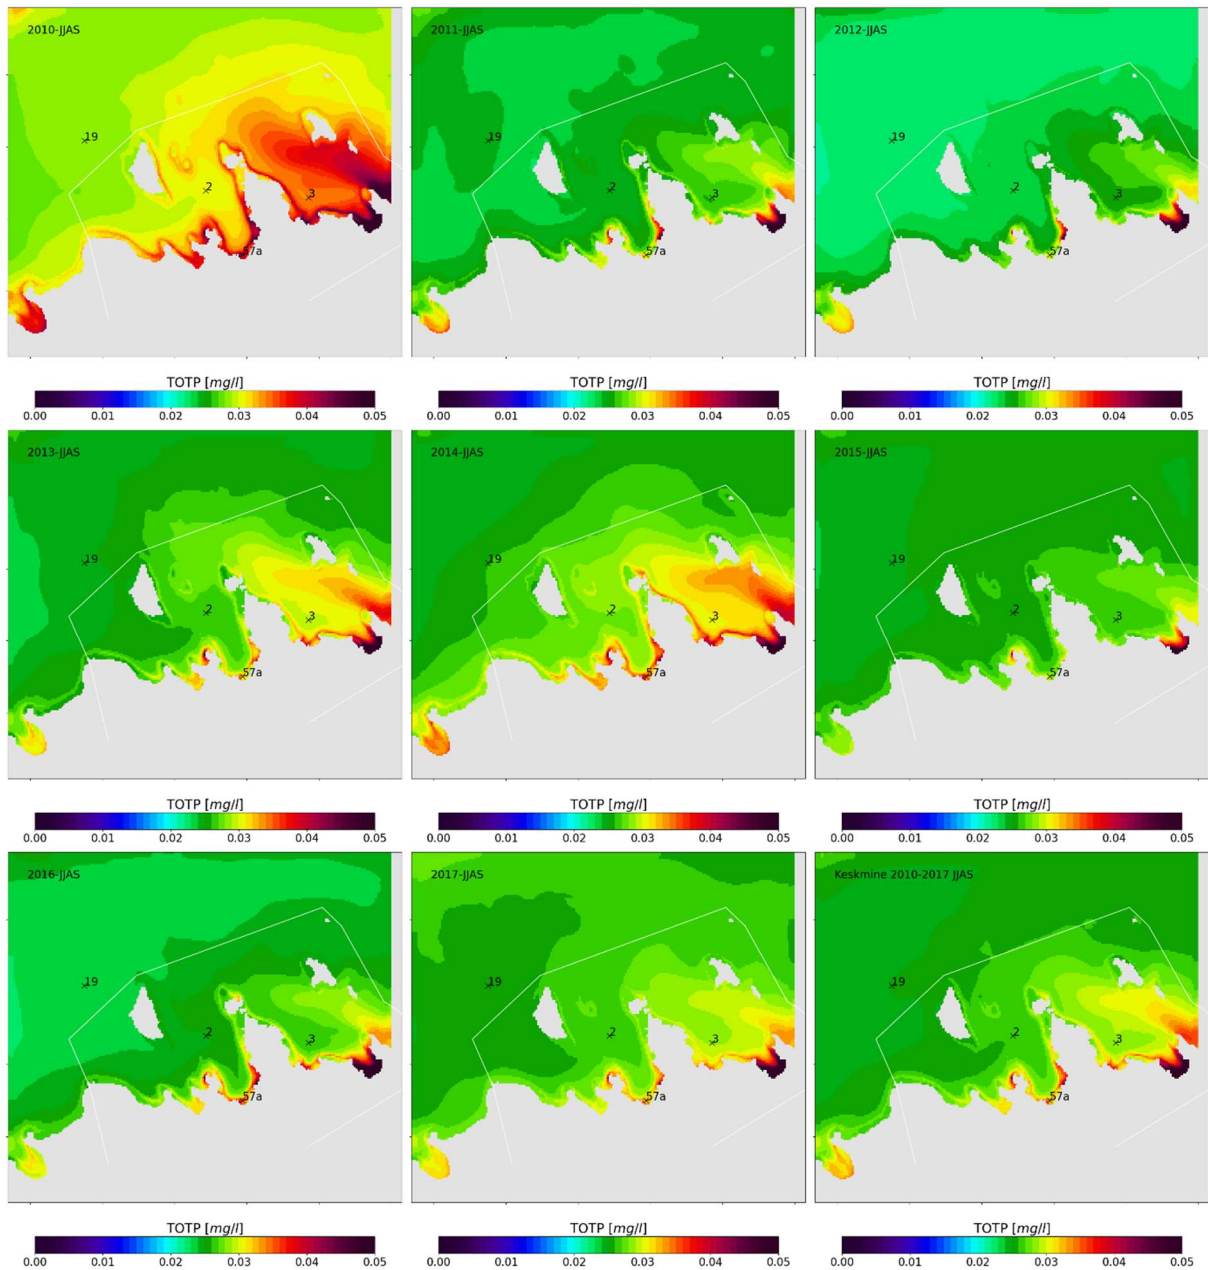 2010-JJAS 2011-JJAS 2012-JJAS
19 19 19
2 2 2
3 3 3
57a 57a 57a
TOTP [mg/l] TOTP [mg/l] TOTP [mg/l]
0.00 0.01 0.02 0.03 0.04 0.05 0.00 0.01 0.02 0.03 0.04 0.05 0.00 0.01 0.02 0.03 0.04 0.05
2013-JJAS 2014-JJAS 2015-JJAS
19 19 19
2 2 2
3 3 3
57a 57a 57a
TOTP [mg/l] TOTP [mg/l] TOTP [mg/l]
0.00 0.01 0.02 0.03 0.04 0.05 0.00 0.01 0.02 0.03 0.04 0.05 0.00 0.01 0.02 0.03 0.04 0.05
2016-JJAS 2017-JJAS Keskmine 2010-2017 JJAS
19 19 19
2 2 2
3 3 3
57a 57a 57a
TOTP [mg/l] TOTP [mg/l] TOTP [mg/l]
0.00 0.01 0.02 0.03 0.04 0.05 0.00 0.01 0.02 0.03 0.04 0.05 0.00 0.01 0.02 0.03 0.04 0.05